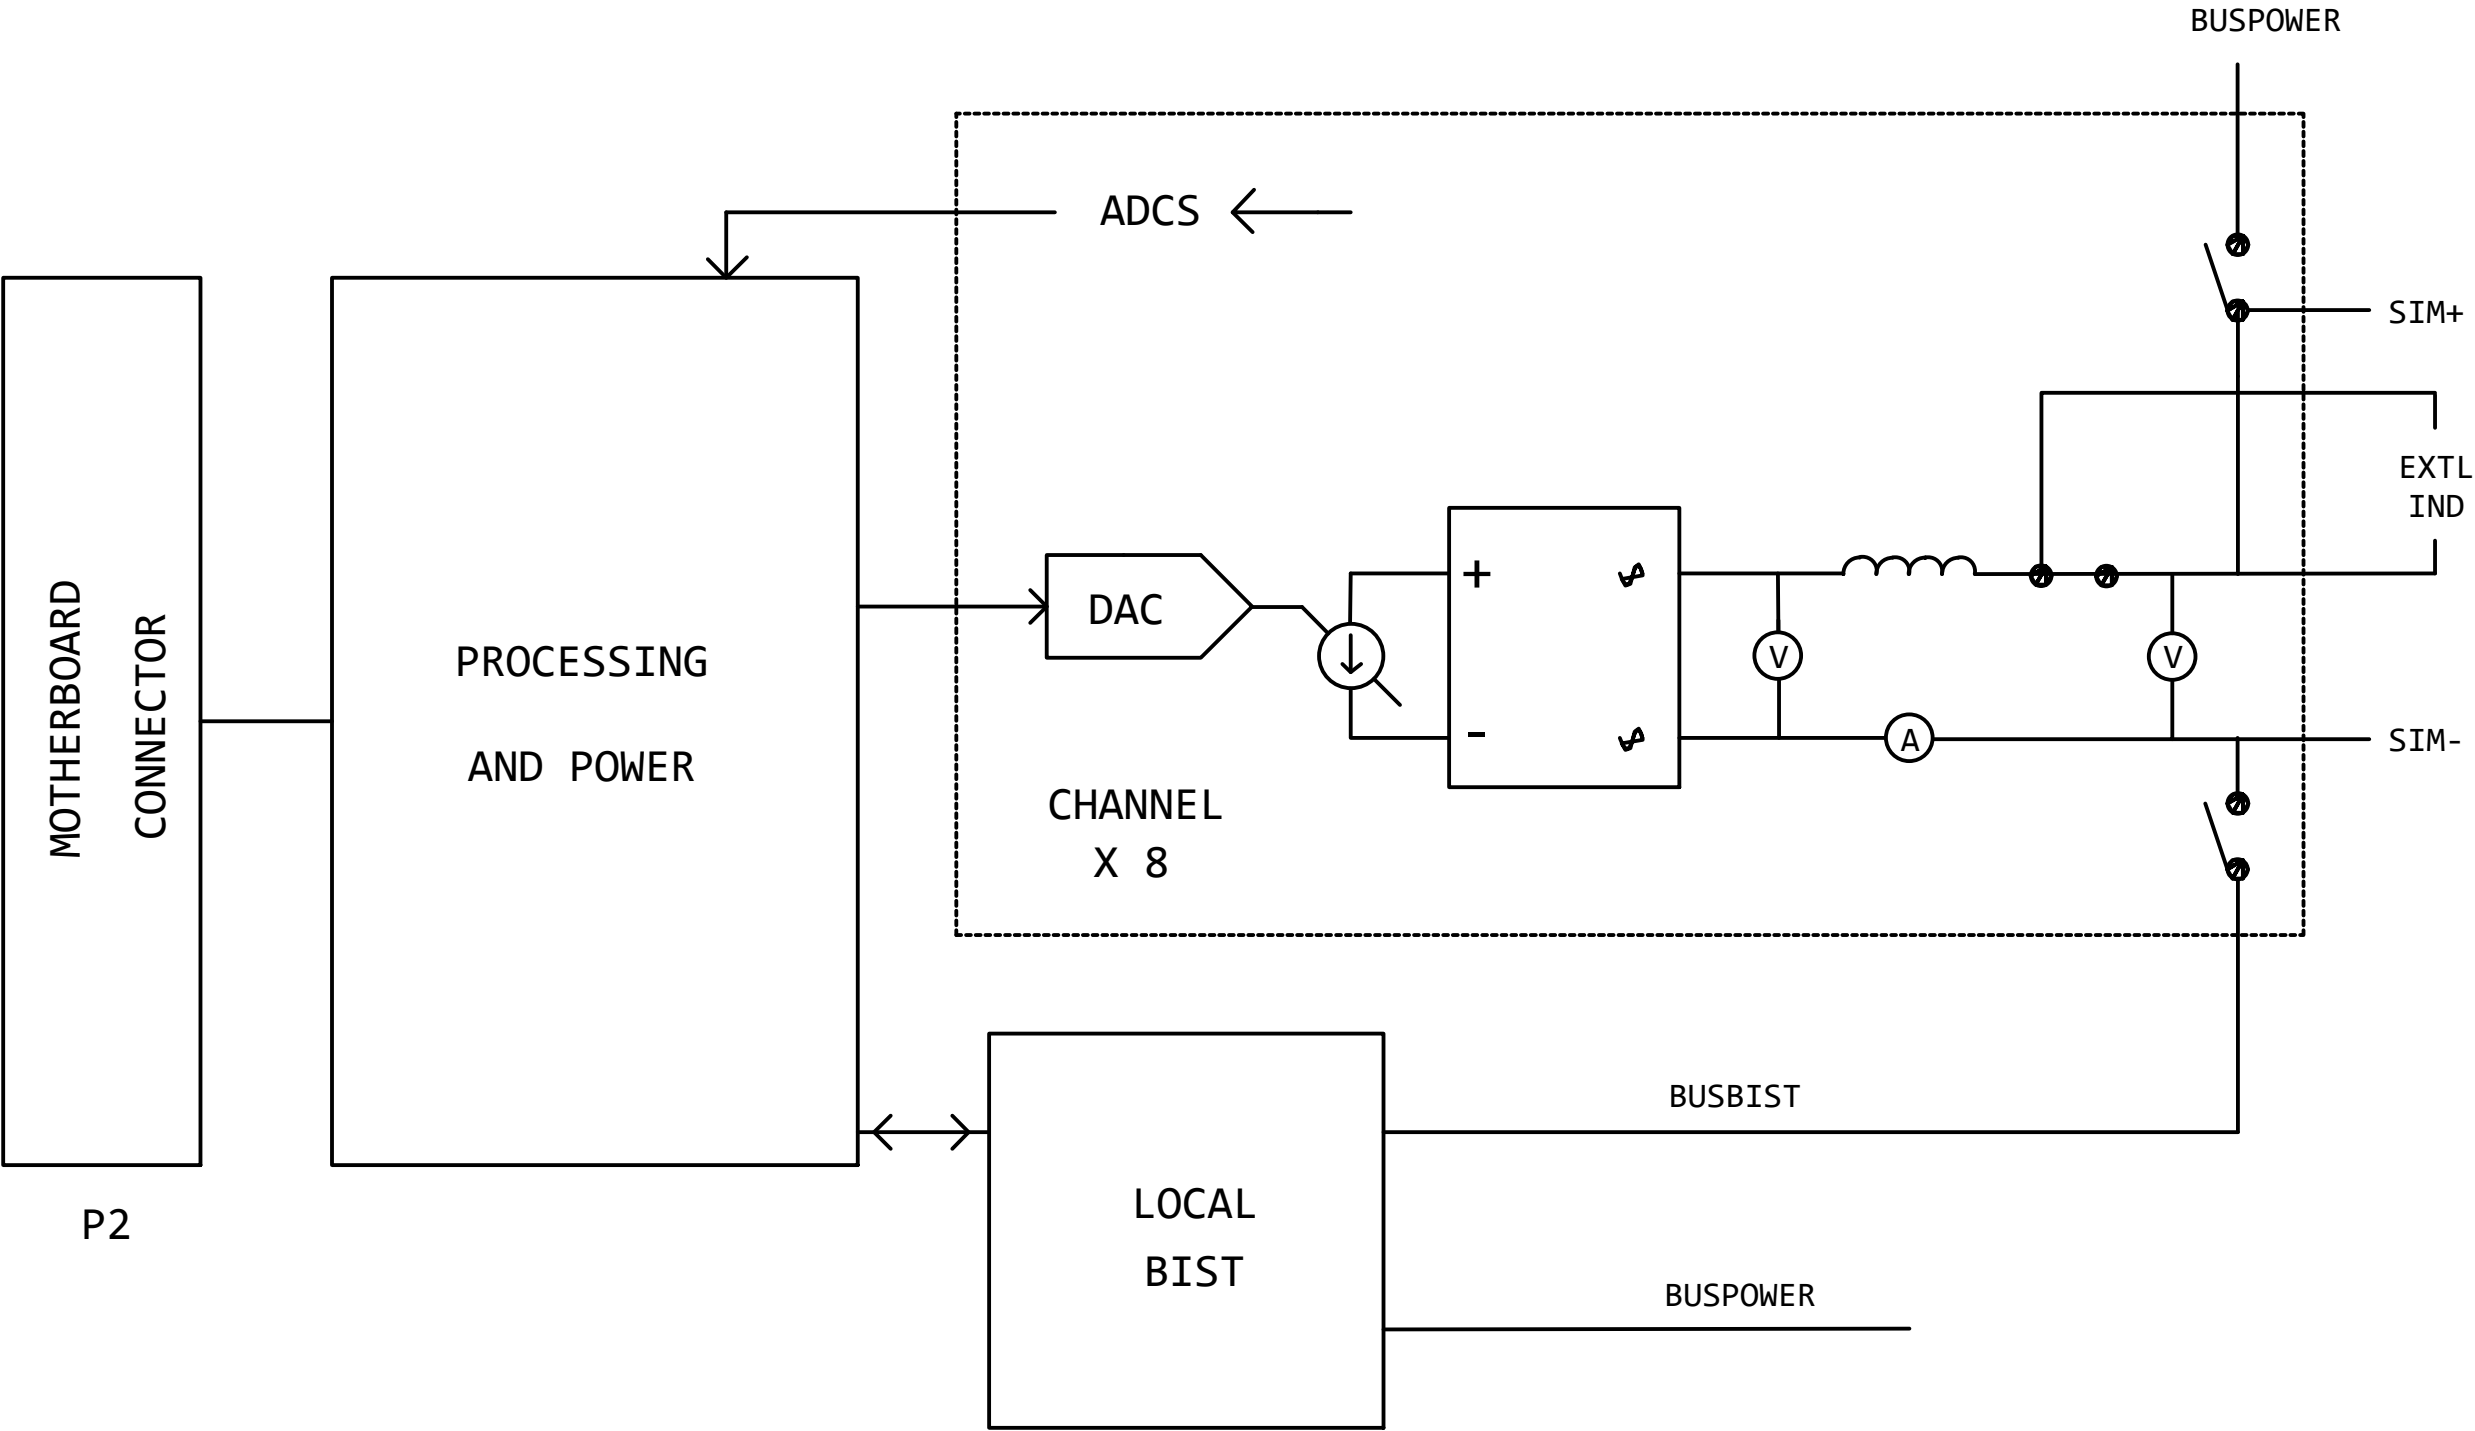 BUSPOWER
ADCS
SIM+
EXTL
IND
MOTHERBOARD
CONNECTOR
PROCESSING
AND POWER
DAC
+
-
V
V
A
SIM-
CHANNEL
X 8
BUSBIST
P2
LOCAL
BIST
BUSPOWER